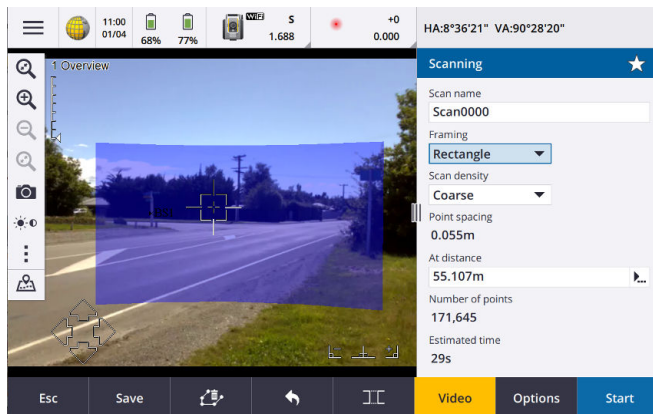 11:00
01/04
68%
77%
WiFi
S
1.688
+0
0.000
HA:8°36'21" VA:90°28'20"
1 Overview
Scanning
Scan name
Scan0000
Framing
Rectangle
Scan density
Coarse
Point spacing
0.055m
At distance
55.107m
Number of points
171,645
Estimated time
29s
Esc
Save
Video
Options
Start